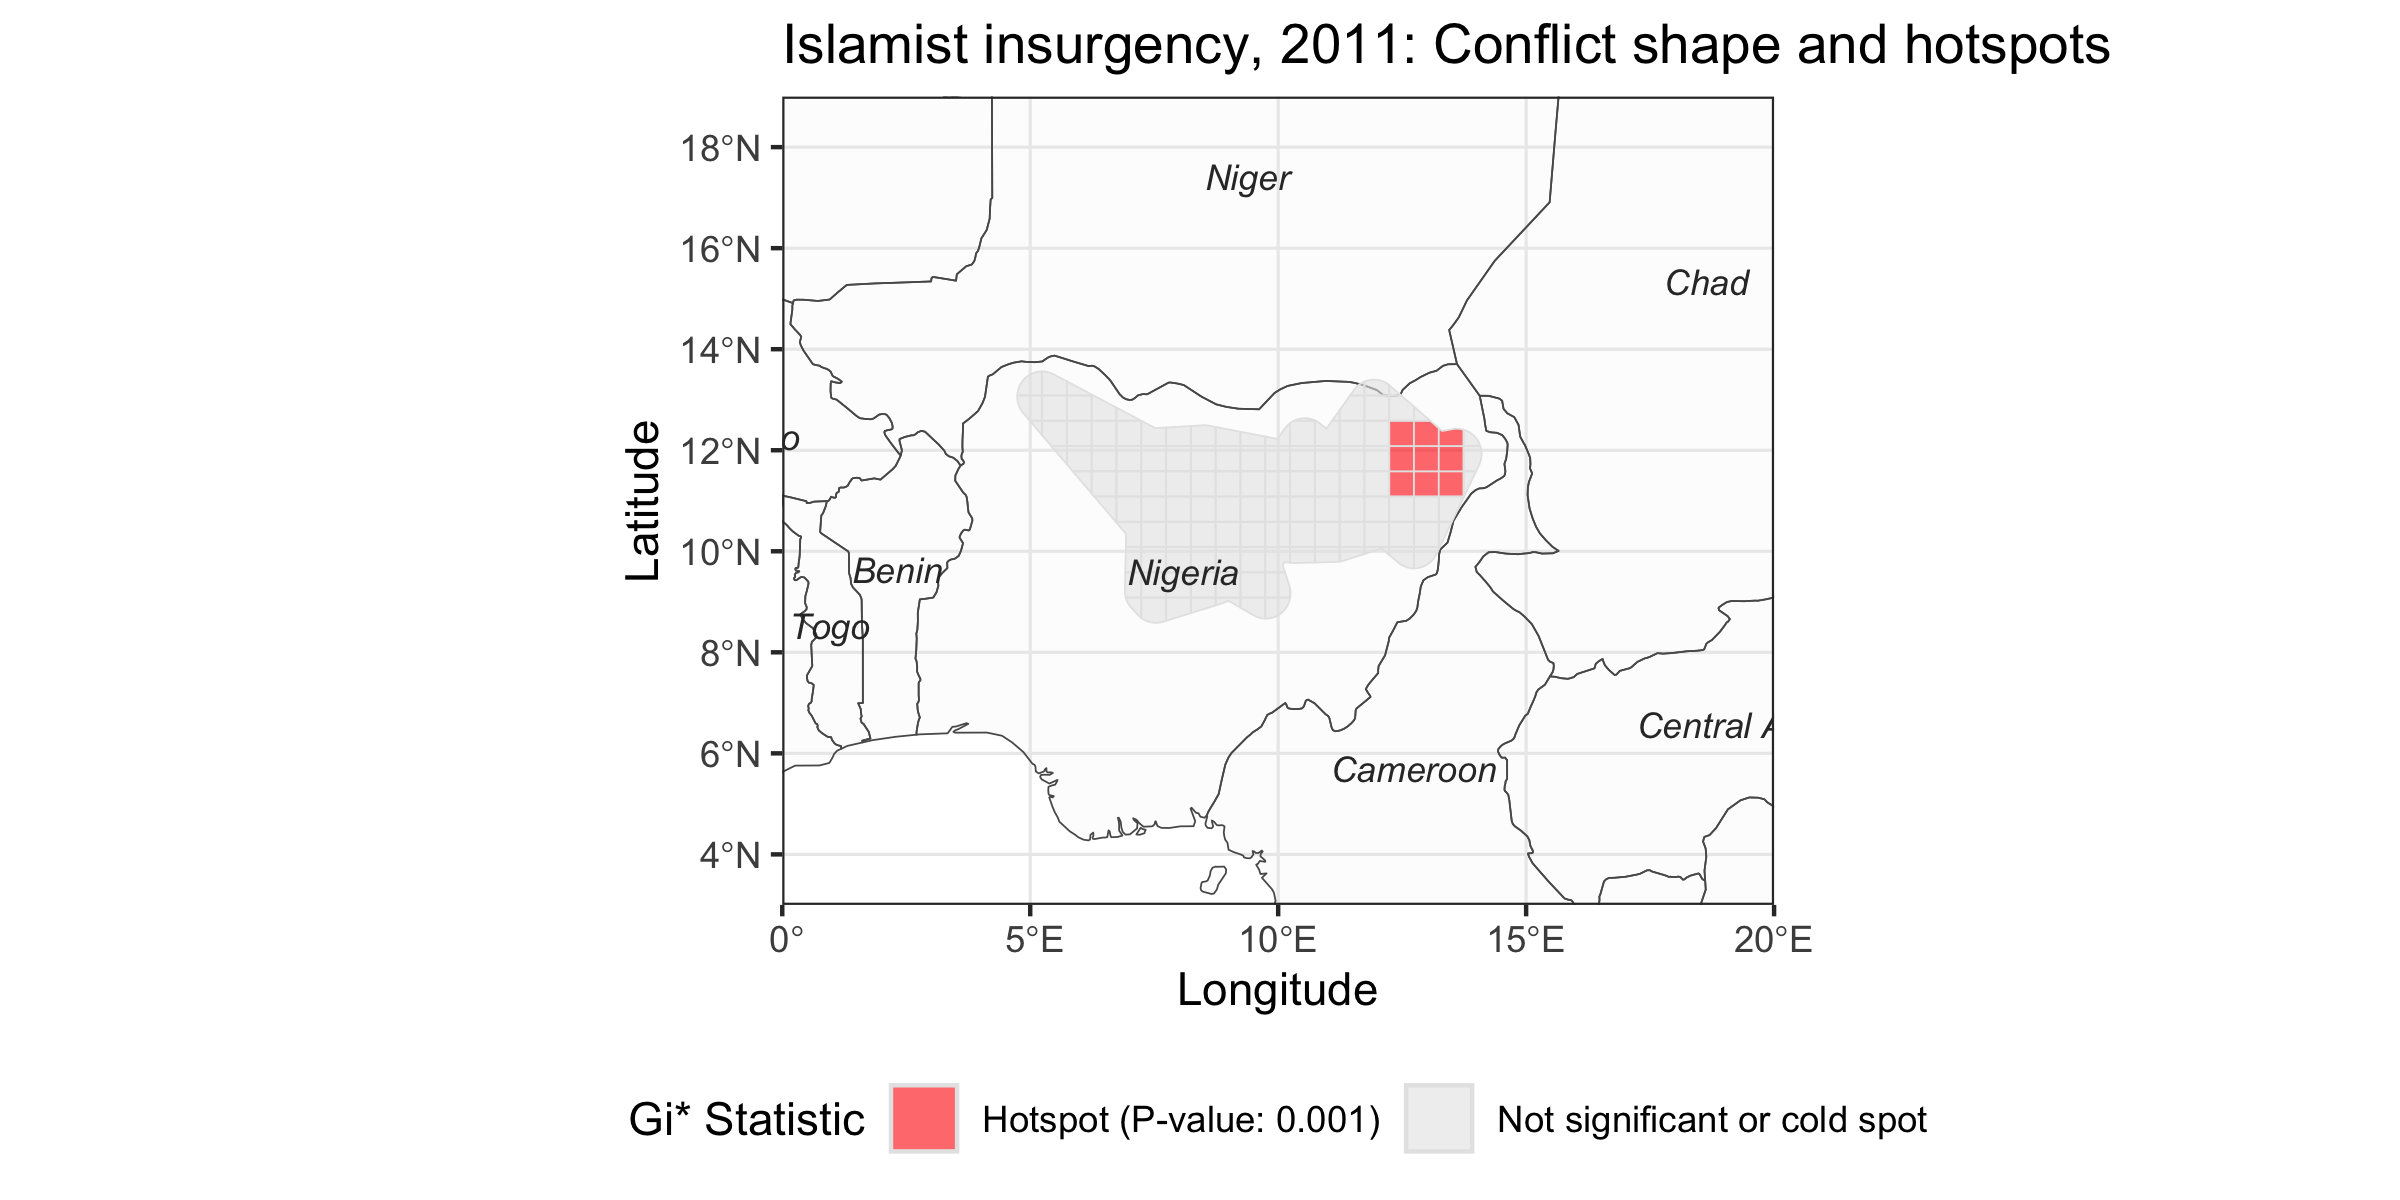 Islamist insurgency, 2011: Conflict shape and hotspots
18°N
16°N
14°N
12°N
10°N
8°N
6°N
4°N
Latitude
Niger
Chad
o
Benin
Nigeria
Togo
Central A
Cameroon
0°
5°E
10°E
15°E
20°E
Longitude
Gi* Statistic
Hotspot (P-value: 0.001)
Not significant or cold spot